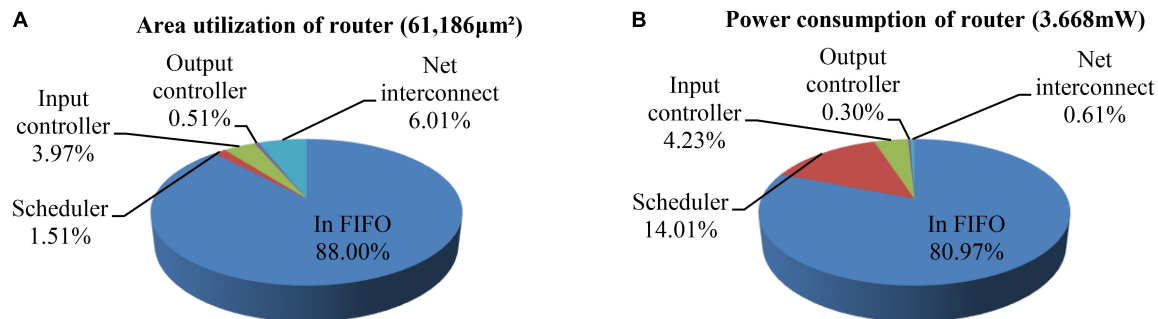 A
Area utilization of router (61,186µm²)
Output
controller
0.51%
Net
interconnect
6.01%
Input
controller
3.97%
Scheduler
1.51%
In FIFO
88.00%
B
Power consumption of router (3.668mW)
Output
controller
0.30%
Net
interconnect
0.61%
Input
controller
4.23%
Scheduler
14.01%
In FIFO
80.97%